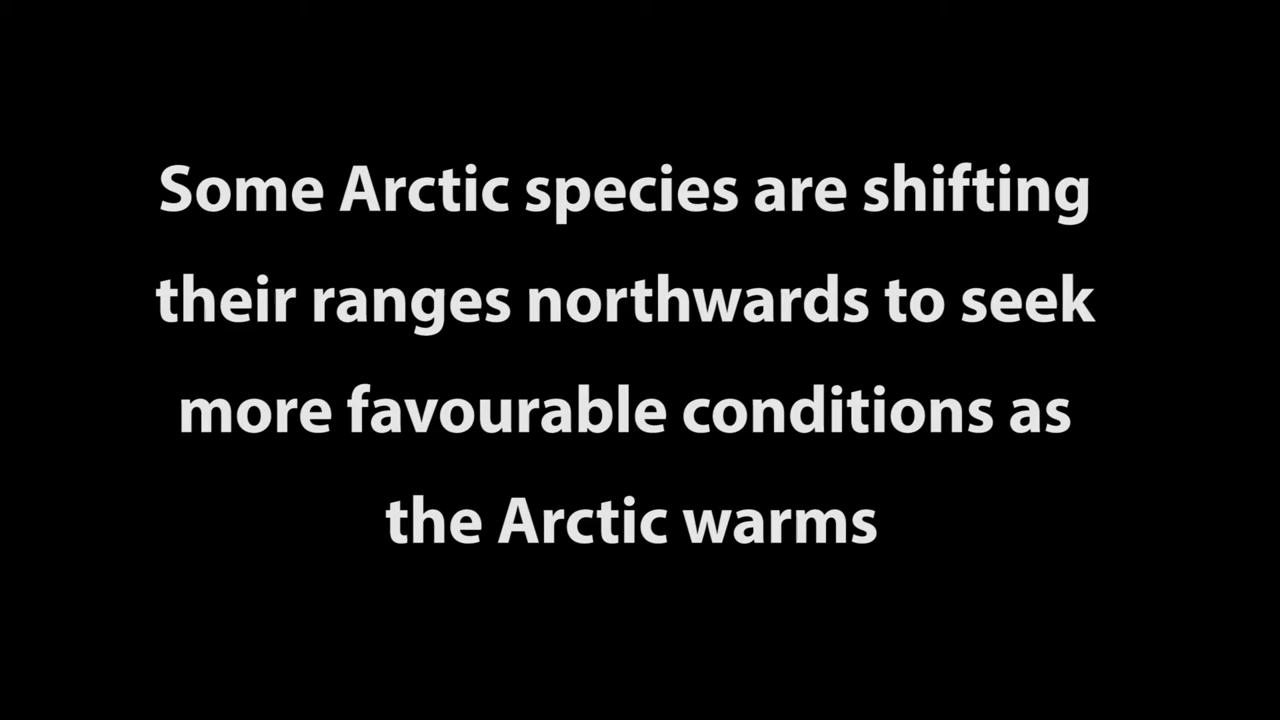 Some Arctic species are shifting
their ranges northwards to seek
more favourable conditions as
the Arctic warms